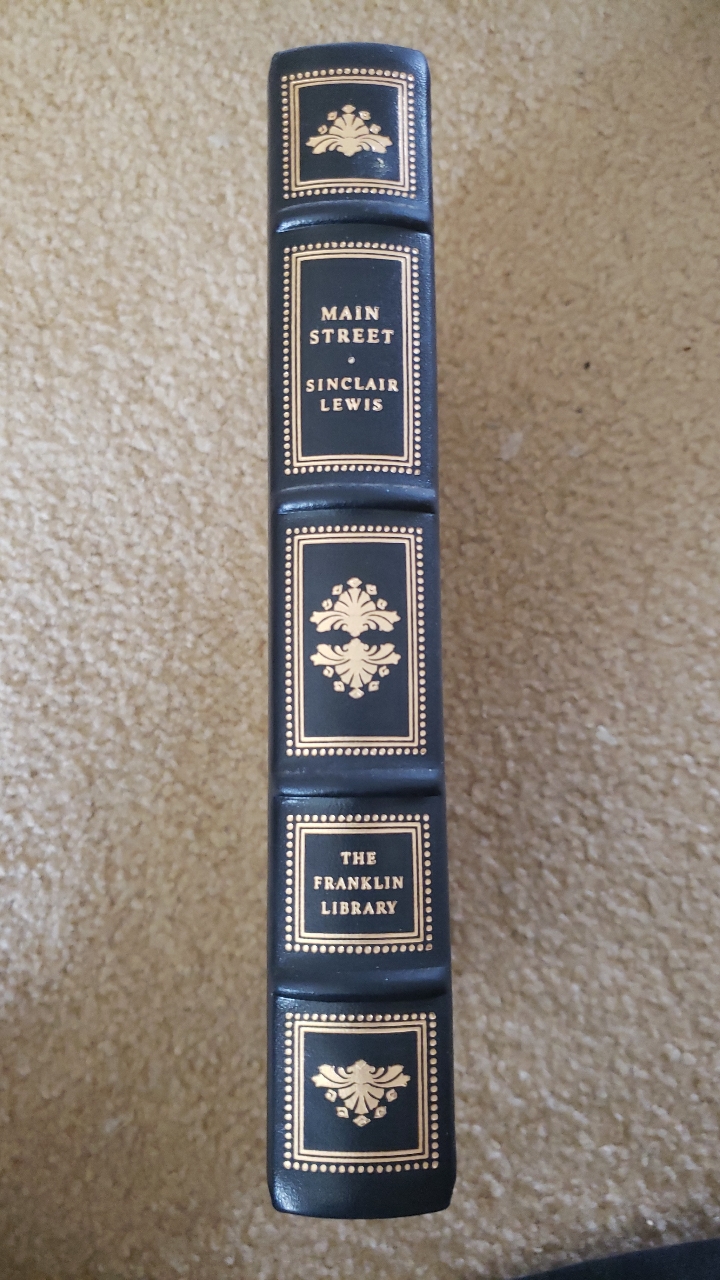 MAIN
STREET
•
SINCLAIR
LEWIS
THE
FRANKLIN
LIBRARY